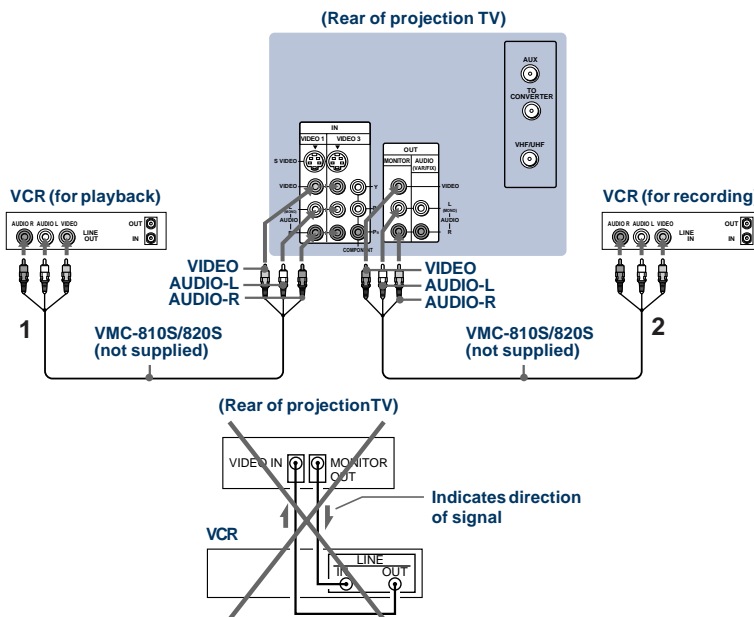 (Rear of projection TV)
AUX
TO
CONVERTER
VHF/UHF
IN
VIDEO 1 VIDEO 3
S VIDEO
VIDEO
L
(MONO)
AUDIO
R
Y
COMPONENT
OUT
MONITOR AUDIO
(VAR/FIX)
VIDEO
L
(MONO)
AUDIO
R
VCR (for playback)
AUDIO R AUDIO L VIDEO
LINE
OUT
OUT
IN
VCR (for recording
AUDIO R AUDIO L VIDEO
LINE
IN
OUT
IN
VIDEO
AUDIO-L
AUDIO-R
VIDEO
AUDIO-L
AUDIO-R
1
VMC-810S/820S
(not supplied)
VMC-810S/820S
(not supplied)
2
(Rear of projectionTV)
VIDEO IN
MONITOR
OUT
Indicates direction
of signal
VCR
LINE
IN OUT